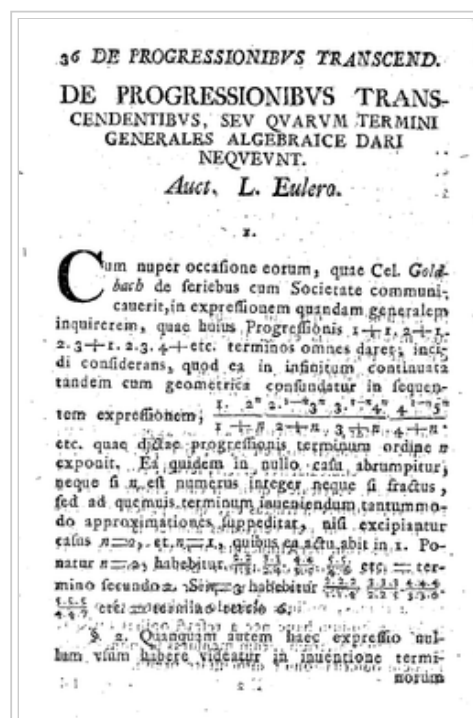 36 DE PROGRESSIONIBVS TRANSCEND.
DE PROGRESSIONIBVS TRANS-
CENDENTIBVS, SEV QVARVM TERMINI
GENERALES ALGEBRAICE DARI
NEQVEVNT.
Auct. L. Eulero.
1.
Cum nuper occasione eorum, quae Cel. Gold-
bach de seriebus cum Societate communi-
cauerit, in expressionem quandam generalem
inquirerem, quae huius Progressionis 1+1. 2+1.
2. 3+1. 2. 3. 4+etc. terminos omnes daret; inci-
di considerans, quod ea in infinitum continuata
tandem cum geometrica confundatur in sequen-
tem expressionem;
1+n 2+n 3+n 4+n
etc. quae dictae progressionis terminum ordine n
exponit. Ea quidem in nullo casu abrumpitur,
neque si n est numerus integer neque si fractus,
sed ad quemuis terminum inueniendum tantummo-
do approximationes suppeditat, nisi excipiantur
casus n=0, et n=1, quibus ea actu abit in 1. Po-
natur n=2, habebitur etc. = ter-
mino secundo 2. Sit n=3 habebitur
etc. = termino tertio 6.
§. 2. Quanquam autem haec expressio nul-
lum vsum habere videatur in inuentione termi-
norum